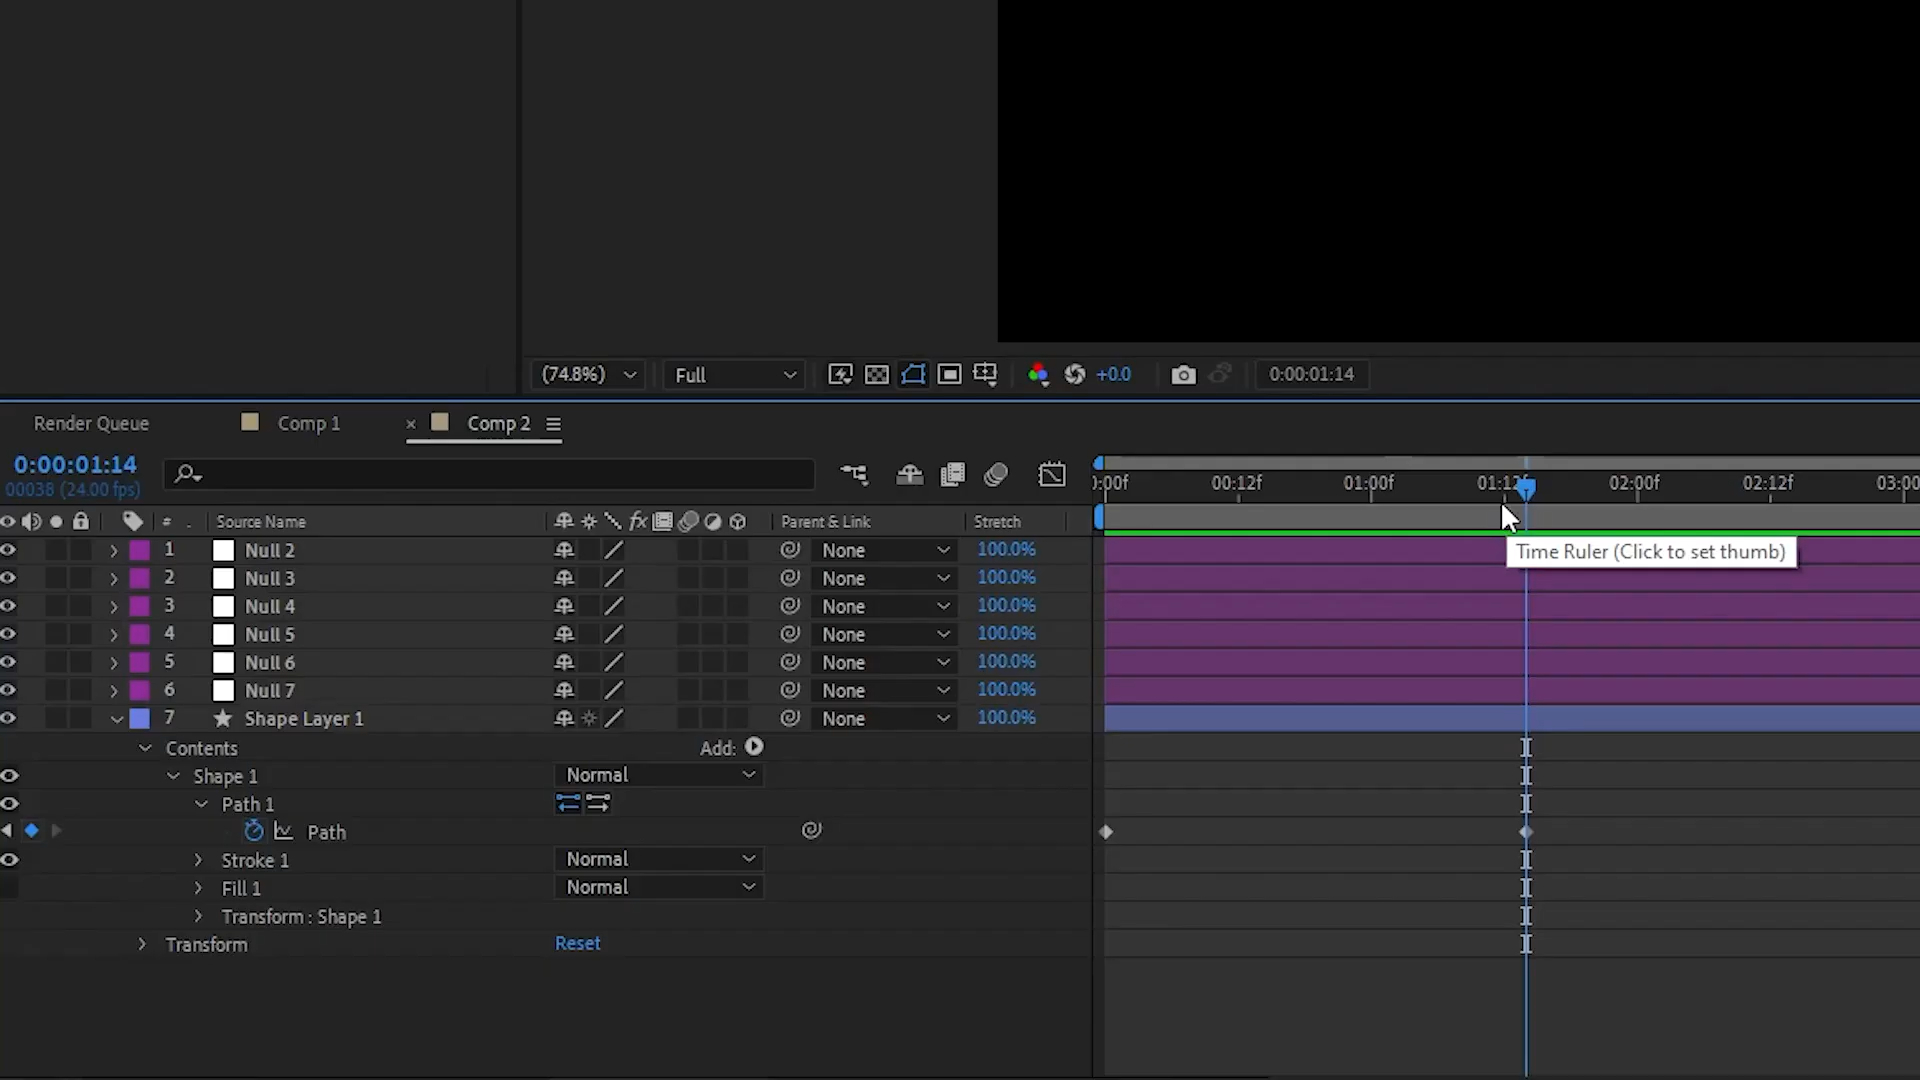 (74.8%) Full +0.0 0:00:01:14
Render Queue Comp 1 × Comp 2
0:00:01:14
00038 (24.00 fps)
:00f 00:12f 01:00f 01:12f 02:00f 02:12f 03:00
# . Source Name fx Parent & Link Stretch
1 Null 2 None 100.0%
Time Ruler (Click to set thumb)
2 Null 3 None 100.0%
3 Null 4 None 100.0%
4 Null 5 None 100.0%
5 Null 6 None 100.0%
6 Null 7 None 100.0%
7 Shape Layer 1 None 100.0%
Contents Add:
Shape 1 Normal
Path 1
Path
Stroke 1 Normal
Fill 1 Normal
Transform : Shape 1
Transform Reset